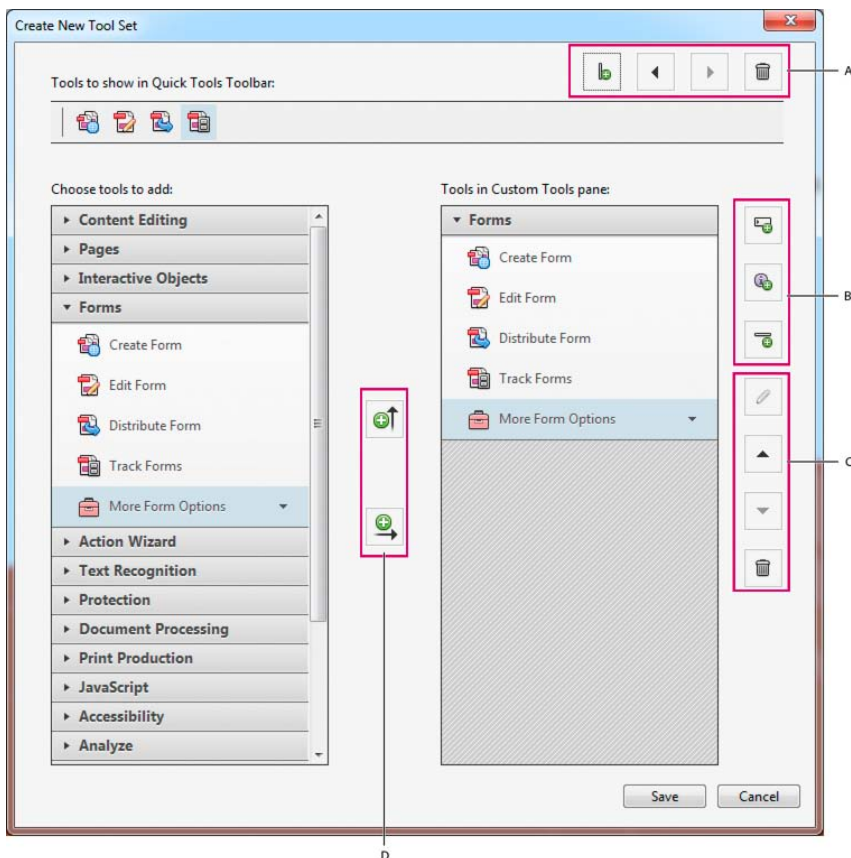 Create New Tool Set
A
Tools to show in Quick Tools Toolbar:
Choose tools to add:
Content Editing
Pages
Interactive Objects
Forms
Create Form
Edit Form
Distribute Form
Track Forms
More Form Options
Action Wizard
Text Recognition
Protection
Document Processing
Print Production
JavaScript
Accessibility
Analyze
Tools in Custom Tools pane:
Forms
Create Form
Edit Form
Distribute Form
Track Forms
More Form Options
B
C
Save
Cancel
D